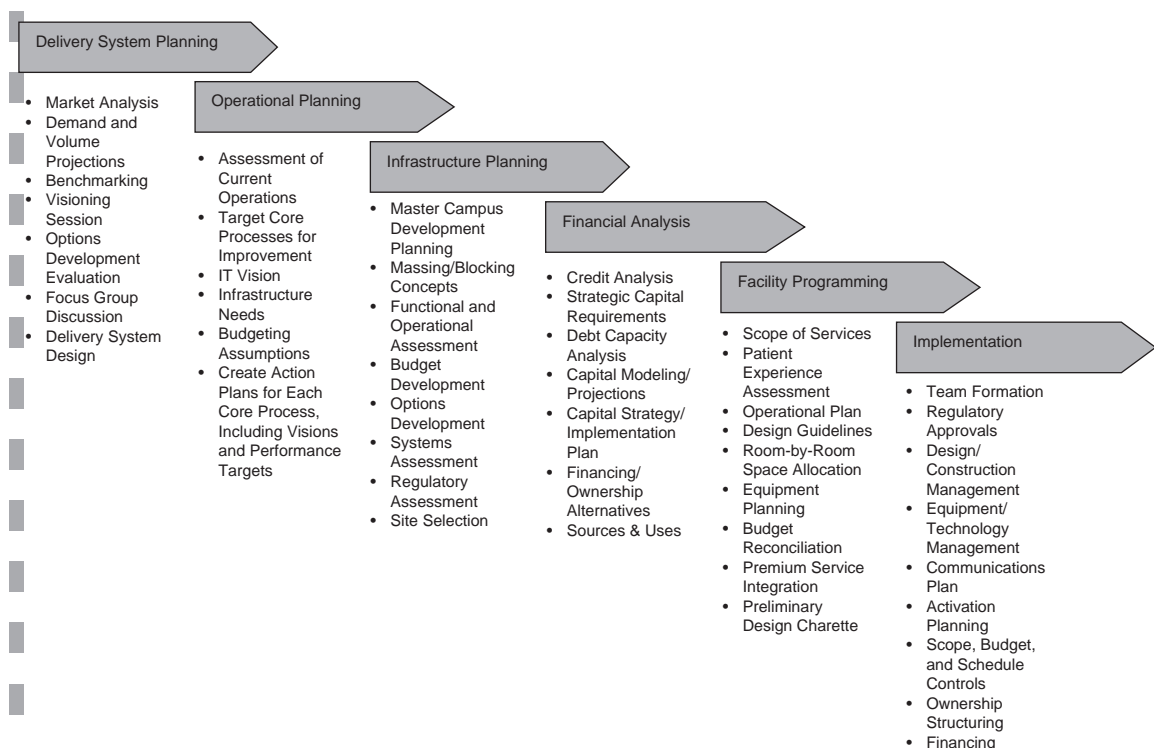 Delivery System Planning
• Market Analysis
• Demand and
Volume
Projections
• Benchmarking
• Visioning
Session
• Options
Development
Evaluation
• Focus Group
Discussion
• Delivery System
Design
Operational Planning
• Assessment of
Current
Operations
• Target Core
Processes for
Improvement
• IT Vision
• Infrastructure
Needs
• Budgeting
Assumptions
• Create Action
Plans for Each
Core Process,
Including Visions
and Performance
Targets
Infrastructure Planning
• Master Campus
Development
Planning
• Massing/Blocking
Concepts
• Functional and
Operational
Assessment
• Budget
Development
• Options
Development
• Systems
Assessment
• Regulatory
Assessment
• Site Selection
Financial Analysis
• Credit Analysis
• Strategic Capital
Requirements
• Debt Capacity
Analysis
• Capital Modeling/
Projections
• Capital Strategy/
Implementation
Plan
• Financing/
Ownership
Alternatives
• Sources & Uses
Facility Programming
• Scope of Services
• Patient
Experience
Assessment
• Operational Plan
• Design Guidelines
• Room-by-Room
Space Allocation
• Equipment
Planning
• Budget
Reconciliation
• Premium Service
Integration
• Preliminary
Design Charette
Implementation
• Team Formation
• Regulatory
Approvals
• Design/
Construction
Management
• Equipment/
Technology
Management
• Communications
Plan
• Activation
Planning
• Scope, Budget,
and Schedule
Controls
• Ownership
Structuring
• Financing